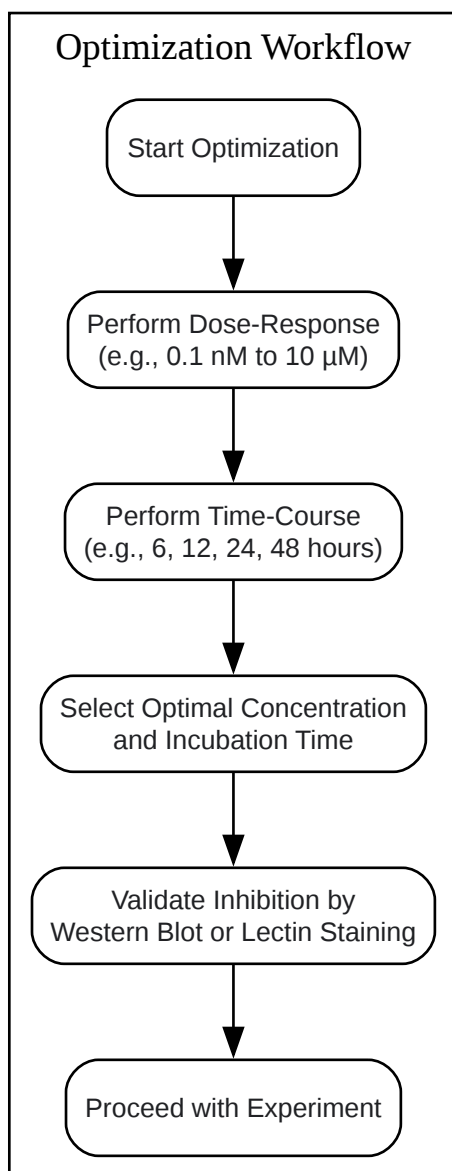 Optimization Workflow
Start Optimization
Perform Dose-Response
(e.g., 0.1 nM to 10 µM)
Perform Time-Course
(e.g., 6, 12, 24, 48 hours)
Select Optimal Concentration
and Incubation Time
Validate Inhibition by
Western Blot or Lectin Staining
Proceed with Experiment